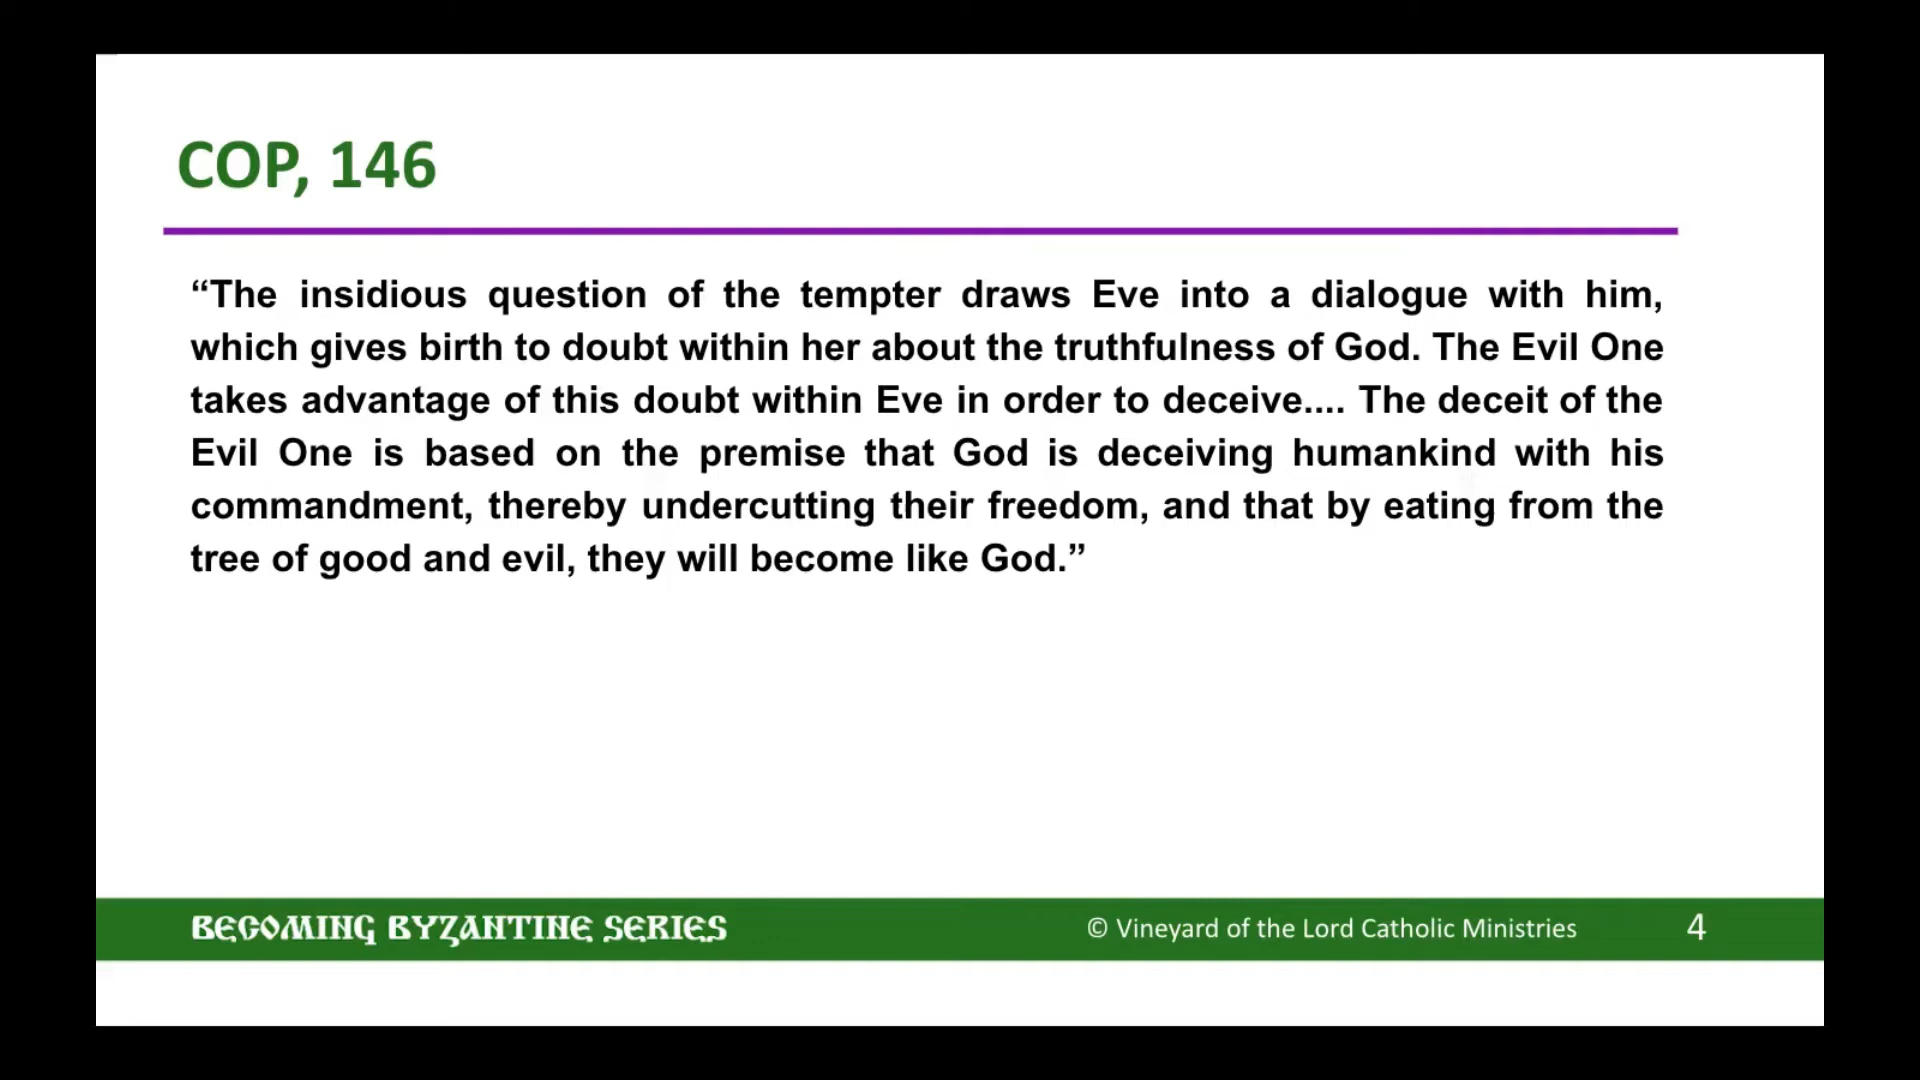 COP, 146
“The insidious question of the tempter draws Eve into a dialogue with him,
which gives birth to doubt within her about the truthfulness of God. The Evil One
takes advantage of this doubt within Eve in order to deceive.... The deceit of the
Evil One is based on the premise that God is deceiving humankind with his
commandment, thereby undercutting their freedom, and that by eating from the
tree of good and evil, they will become like God.”
BECOMING BYZANTINE SERIES
© Vineyard of the Lord Catholic Ministries
4